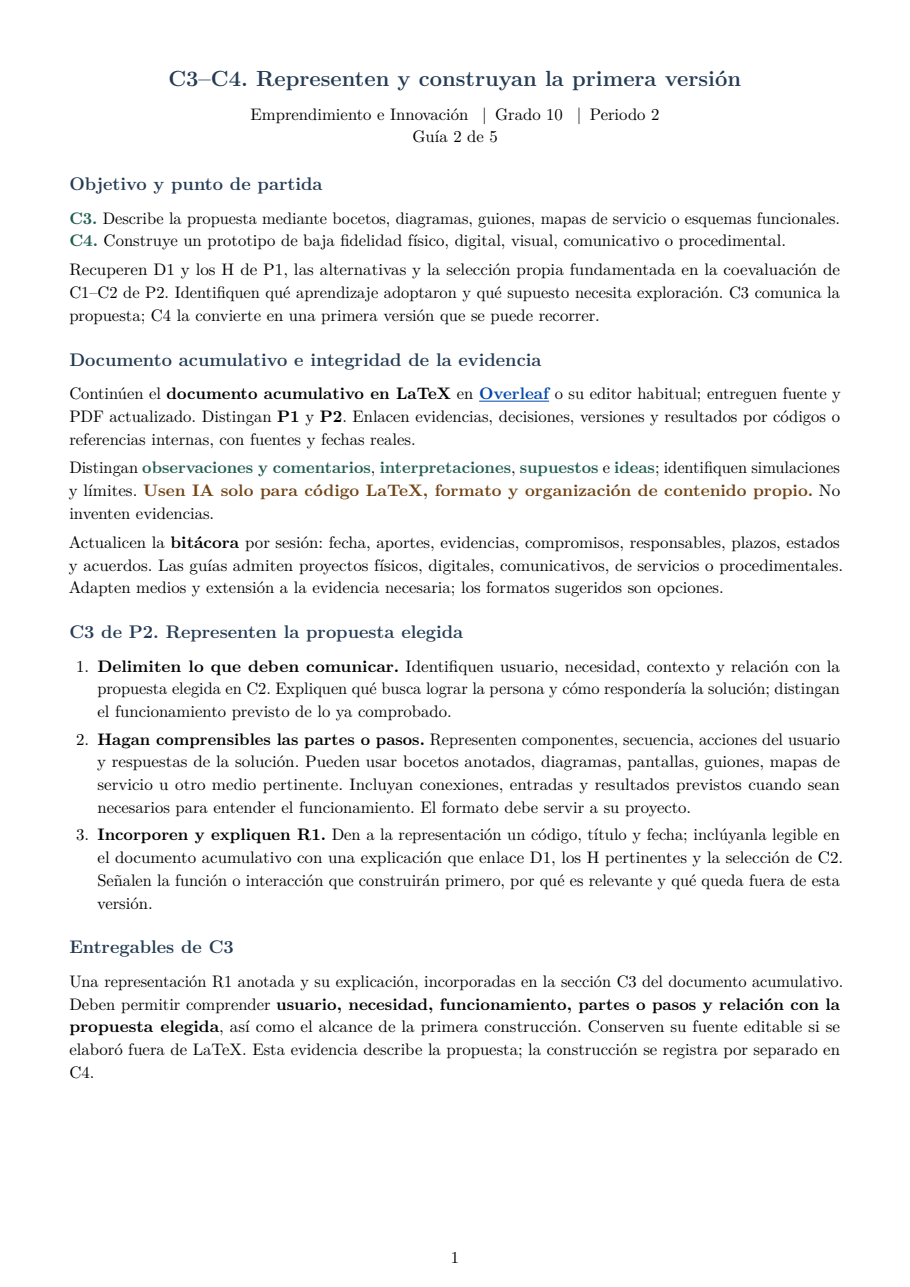 C3–C4. Representen y construyan la primera versión
Emprendimiento e Innovación | Grado 10 | Periodo 2
Guía 2 de 5
Objetivo y punto de partida
C3. Describe la propuesta mediante bocetos, diagramas, guiones, mapas de servicio o esquemas funcionales.
C4. Construye un prototipo de baja fidelidad físico, digital, visual, comunicativo o procedimental.
Recuperen D1 y los H de P1, las alternativas y la selección propia fundamentada en la coevaluación de
C1–C2 de P2. Identifiquen qué aprendizaje adoptaron y qué supuesto necesita exploración. C3 comunica la
propuesta; C4 la convierte en una primera versión que se puede recorrer.
Documento acumulativo e integridad de la evidencia
Continúen el documento acumulativo en LaTeX en Overleaf o su editor habitual; entreguen fuente y
PDF actualizado. Distingan P1 y P2. Enlacen evidencias, decisiones, versiones y resultados por códigos o
referencias internas, con fuentes y fechas reales.
Distingan observaciones y comentarios, interpretaciones, supuestos e ideas; identifiquen simulaciones
y límites. Usen IA solo para código LaTeX, formato y organización de contenido propio. No
inventen evidencias.
Actualicen la bitácora por sesión: fecha, aportes, evidencias, compromisos, responsables, plazos, estados
y acuerdos. Las guías admiten proyectos físicos, digitales, comunicativos, de servicios o procedimentales.
Adapten medios y extensión a la evidencia necesaria; los formatos sugeridos son opciones.
C3 de P2. Representen la propuesta elegida
1. Delimiten lo que deben comunicar. Identifiquen usuario, necesidad, contexto y relación con la
propuesta elegida en C2. Expliquen qué busca lograr la persona y cómo respondería la solución; distingan
el funcionamiento previsto de lo ya comprobado.
2. Hagan comprensibles las partes o pasos. Representen componentes, secuencia, acciones del usuario
y respuestas de la solución. Pueden usar bocetos anotados, diagramas, pantallas, guiones, mapas de
servicio u otro medio pertinente. Incluyan conexiones, entradas y resultados previstos cuando sean
necesarios para entender el funcionamiento. El formato debe servir a su proyecto.
3. Incorporen y expliquen R1. Den a la representación un código, título y fecha; inclúyanla legible en
el documento acumulativo con una explicación que enlace D1, los H pertinentes y la selección de C2.
Señalen la función o interacción que construirán primero, por qué es relevante y qué queda fuera de esta
versión.
Entregables de C3
Una representación R1 anotada y su explicación, incorporadas en la sección C3 del documento acumulativo.
Deben permitir comprender usuario, necesidad, funcionamiento, partes o pasos y relación con la
propuesta elegida, así como el alcance de la primera construcción. Conserven su fuente editable si se
elaboró fuera de LaTeX. Esta evidencia describe la propuesta; la construcción se registra por separado en
C4.
1